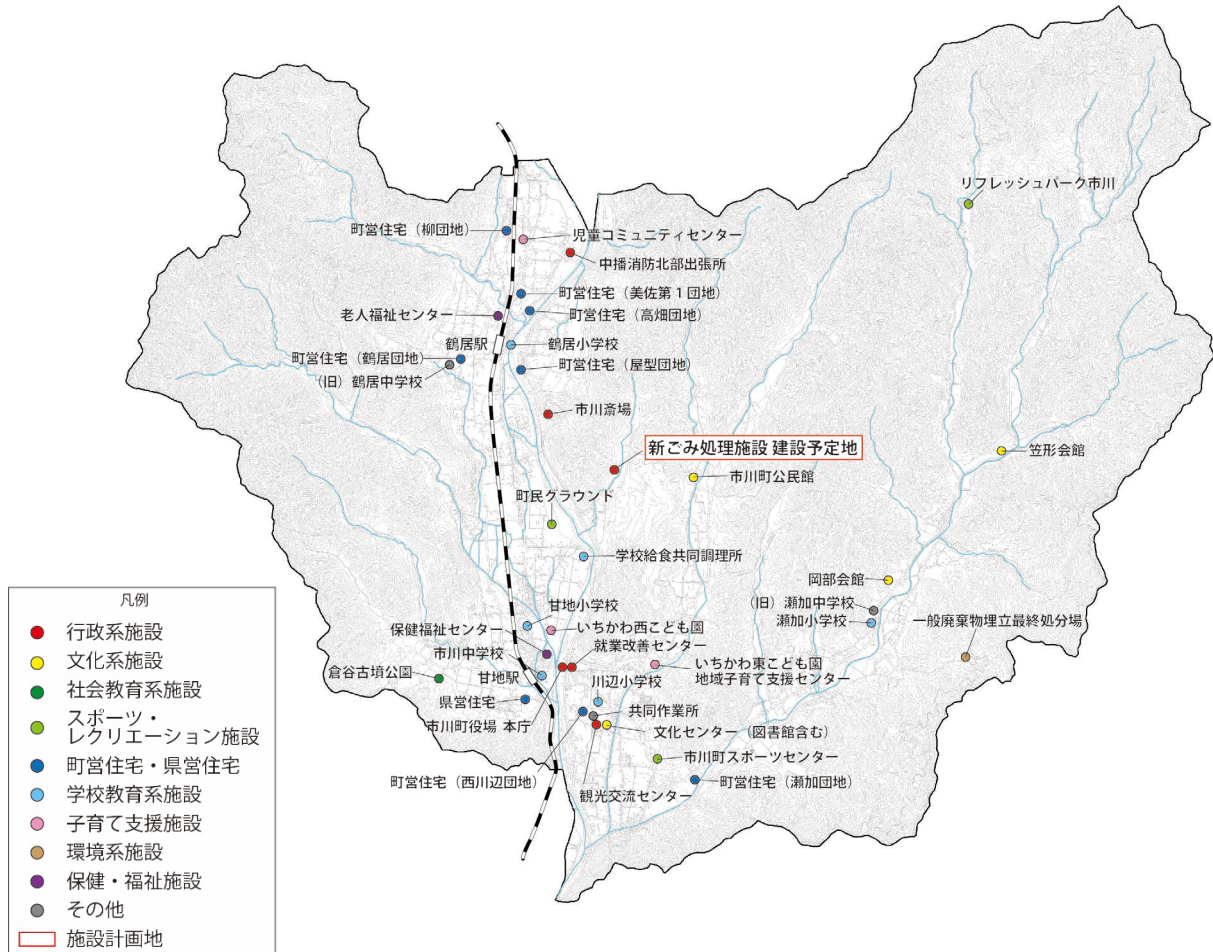 リフレッシュパーク市川
町営住宅（柳団地）
児童コミュニティセンター
中播消防北部出張所
町営住宅（美佐第１団地）
老人福祉センター
町営住宅（高畑団地）
鶴居駅
鶴居小学校
町営住宅（鶴居団地）
町営住宅（屋型団地）
（旧）鶴居中学校
市川斎場
新ごみ処理施設 建設予定地
笠形会館
市川町公民館
町民グラウンド
学校給食共同調理所
岡部会館
甘地小学校
（旧）瀬加中学校
瀬加小学校
一般廃棄物埋立最終処分場
いちかわ西こども園
保健福祉センター
就業改善センター
市川中学校
いちかわ東こども園
地域子育て支援センター
倉谷古墳公園
甘地駅
川辺小学校
県営住宅
共同作業所
市川町役場 本庁
文化センター（図書館含む）
市川町スポーツセンター
町営住宅（西川辺団地）
町営住宅（瀬加団地）
観光交流センター
凡例
行政系施設
文化系施設
社会教育系施設
スポーツ・
レクリエーション施設
町営住宅・県営住宅
学校教育系施設
子育て支援施設
環境系施設
保健・福祉施設
その他
施設計画地